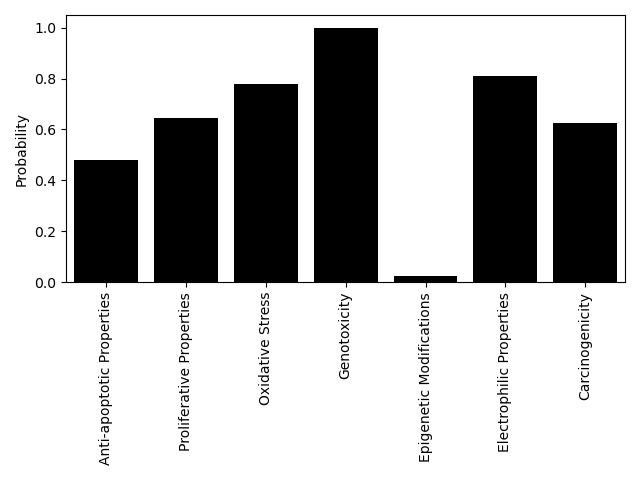 1.0
0.8
0.6
0.4
0.2
0.0
Probability
Anti-apoptotic Properties
Proliferative Properties
Oxidative Stress
Genotoxicity
Epigenetic Modifications
Electrophilic Properties
Carcinogenicity